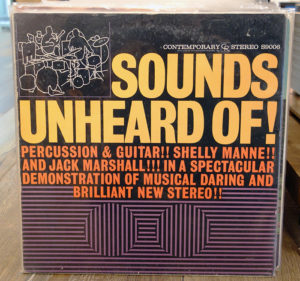 CONTEMPORARY STEREO S9006
SOUNDS
UNHEARD OF!
PERCUSSION & GUITAR!! SHELLY MANNE!!
AND JACK MARSHALL!!! IN A SPECTACULAR
DEMONSTRATION OF MUSICAL DARING AND
BRILLIANT NEW STEREO!!